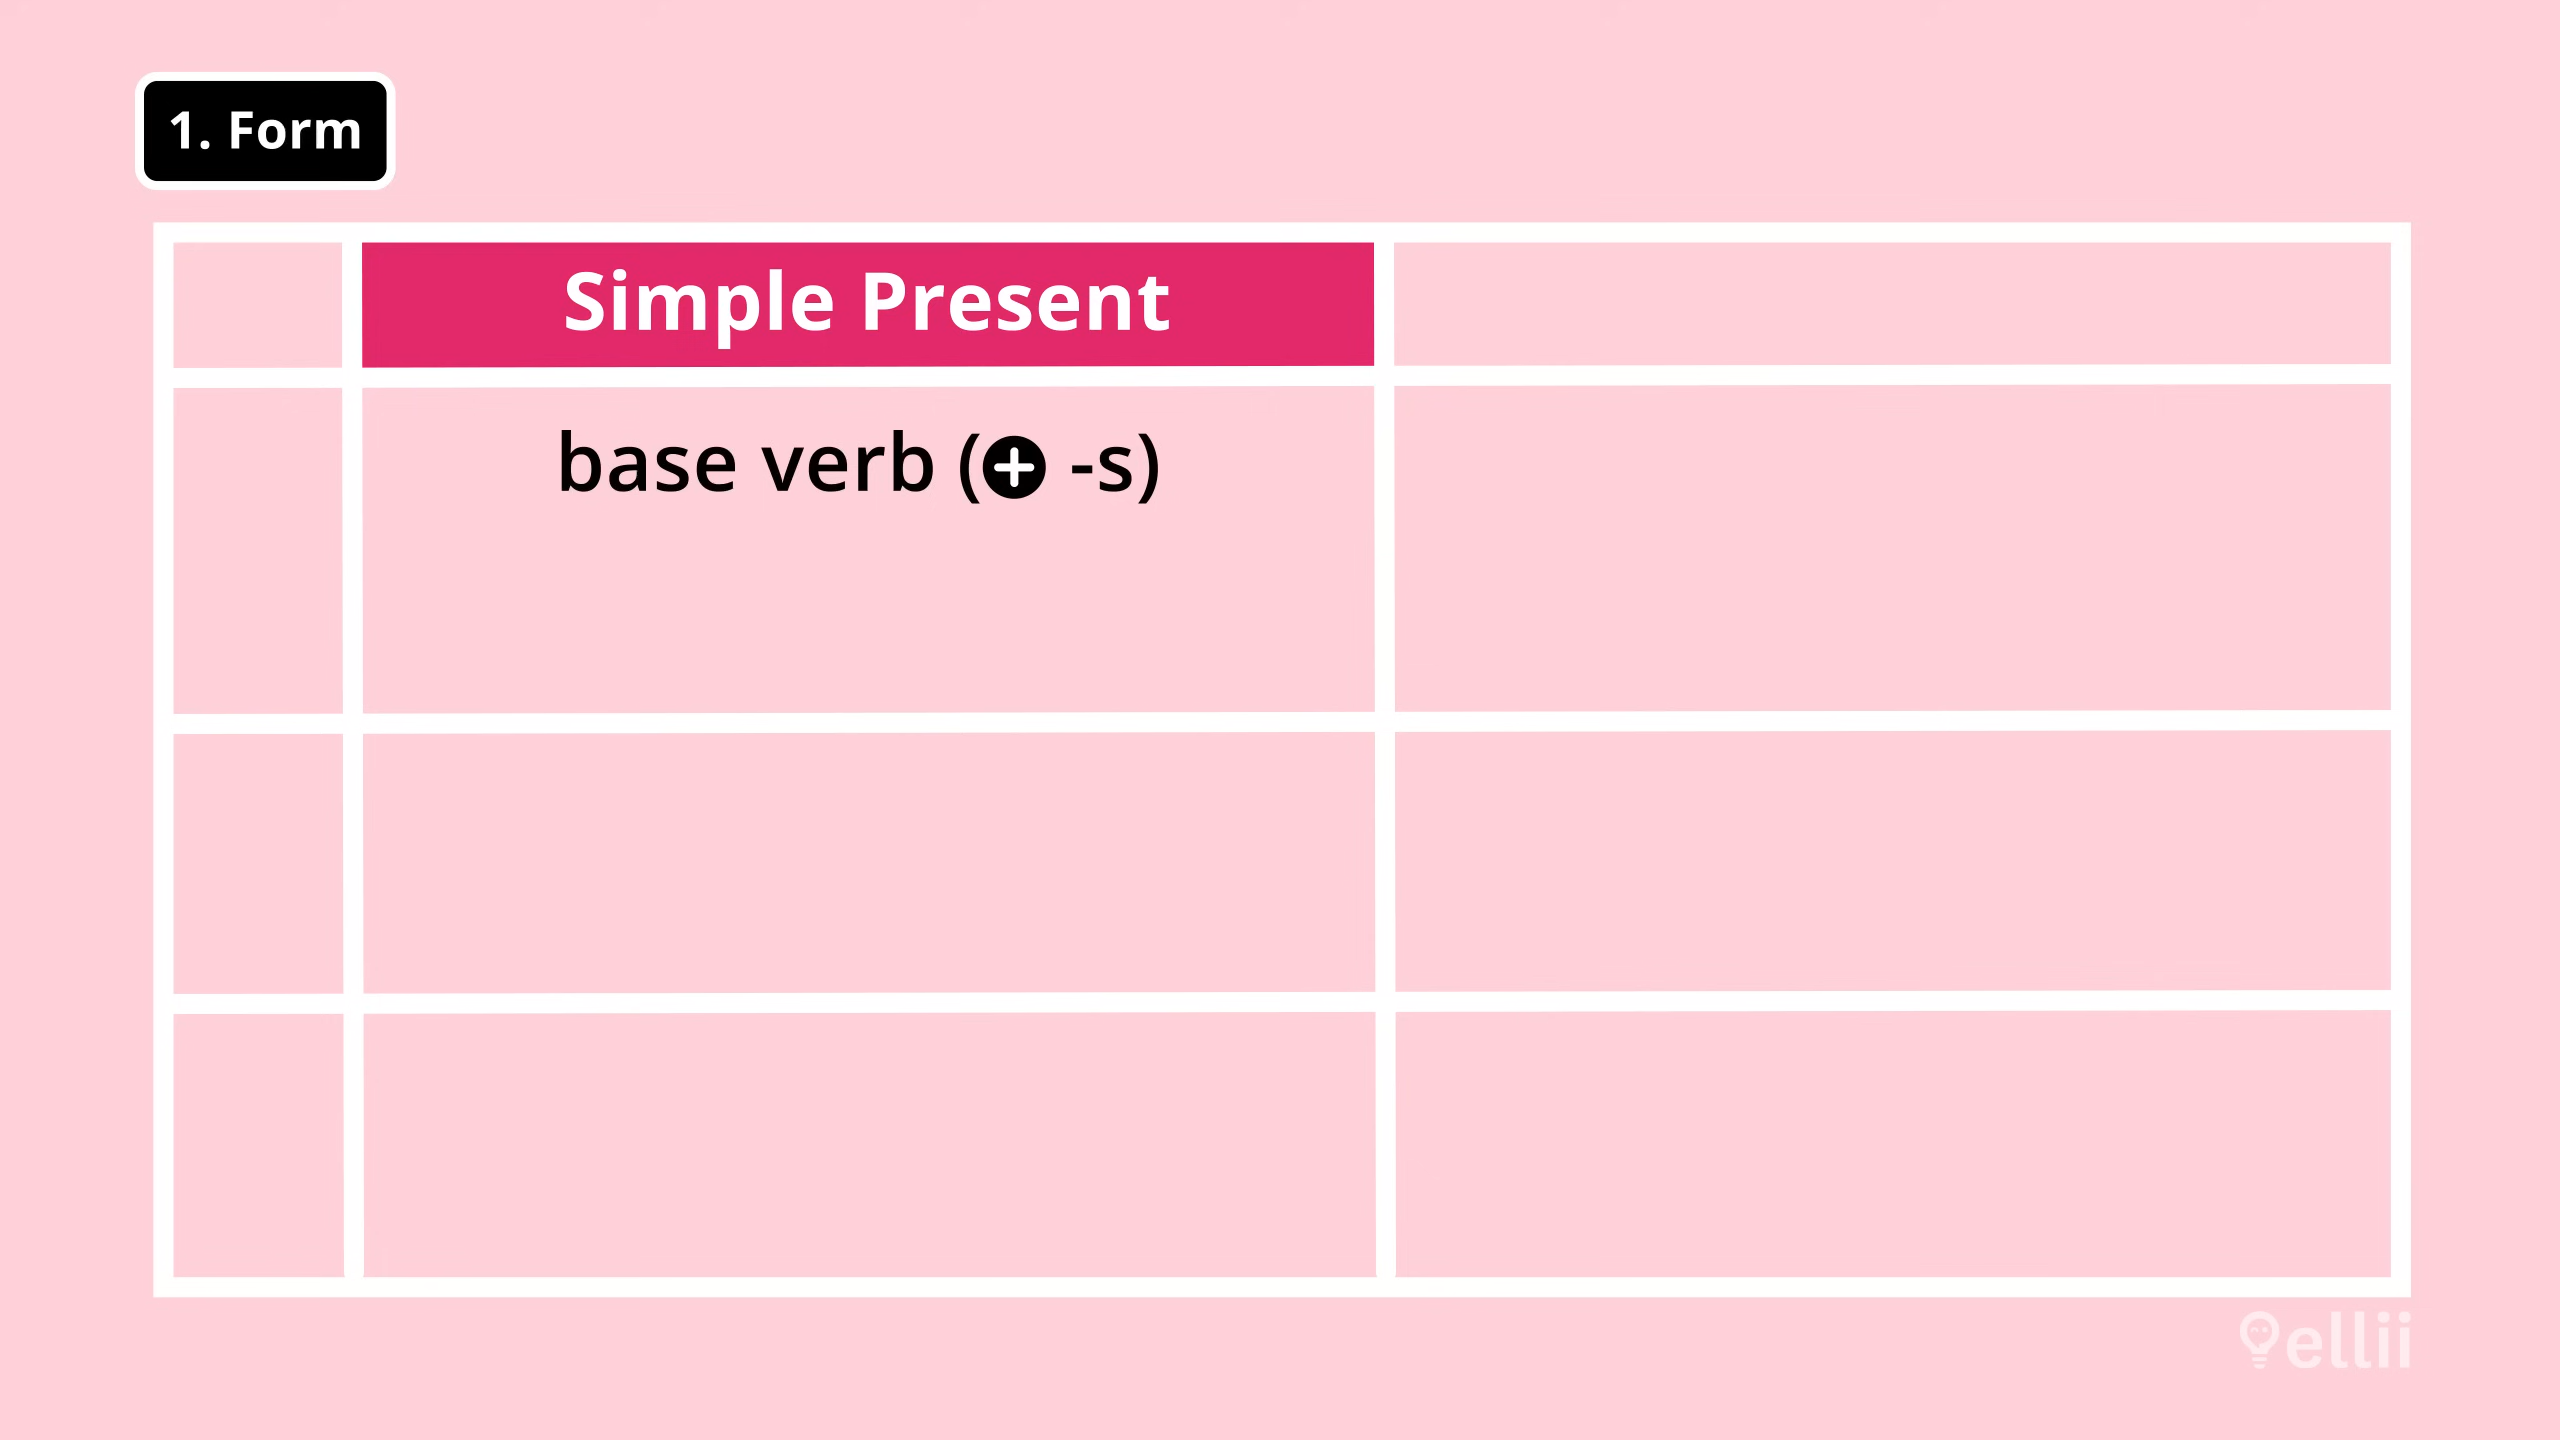 1. Form
Simple Present
base verb (+ -s)
ellii